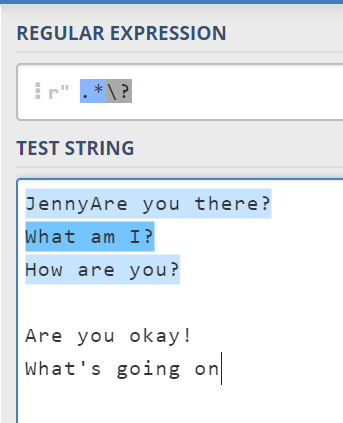 REGULAR EXPRESSION
⋮ r" .*\?
TEST STRING
JennyAre you there?
What am I?
How are you?
Are you okay!
What's going on